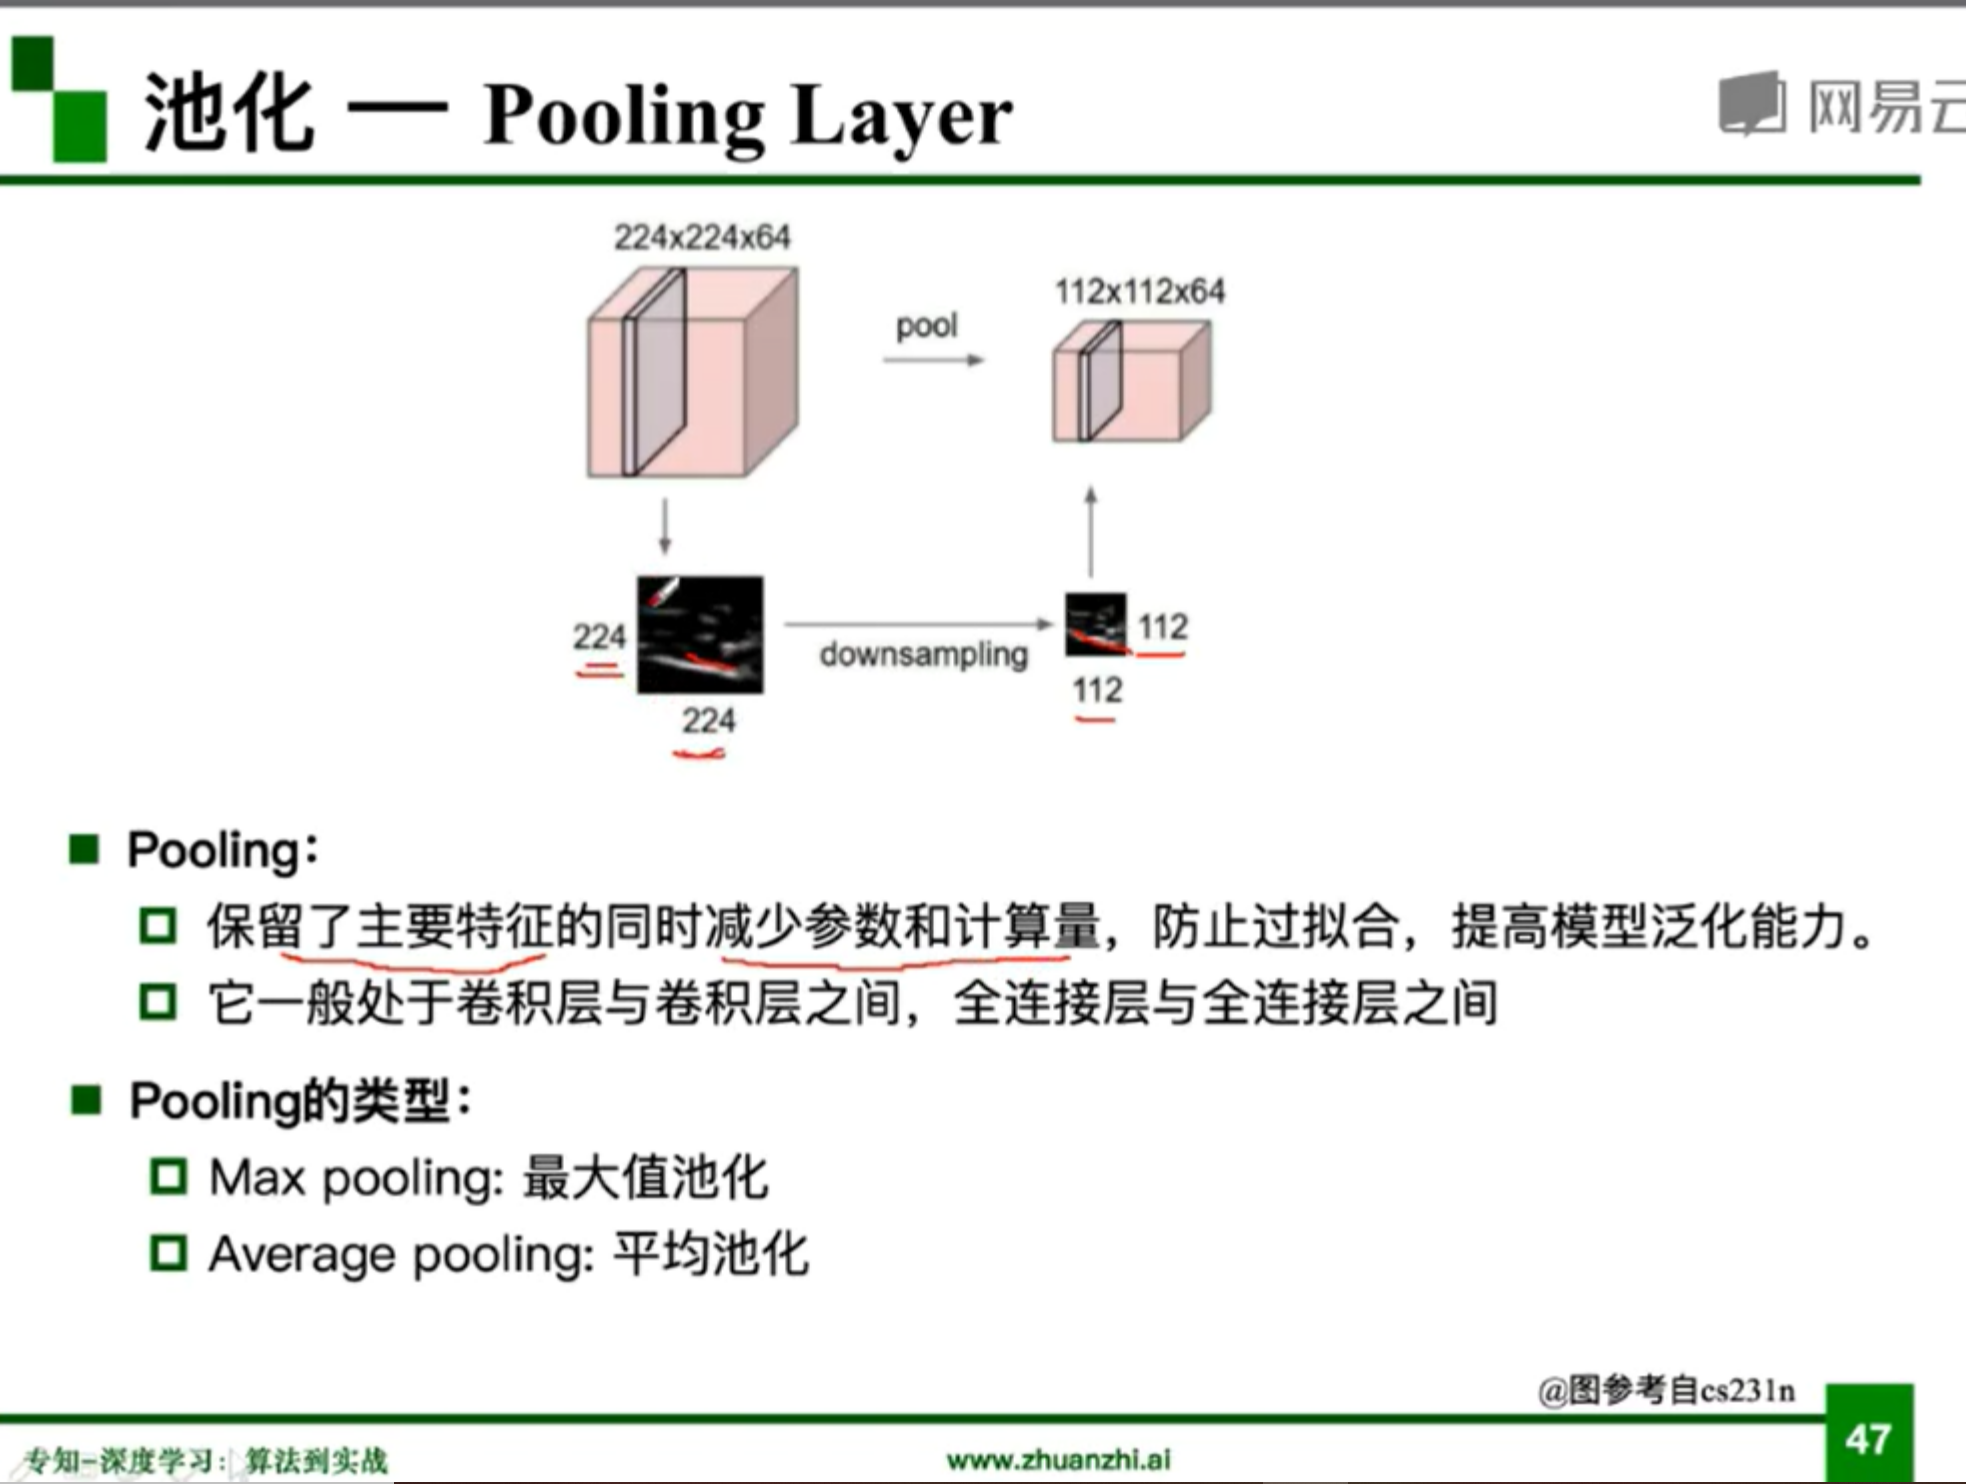 池化 — Pooling Layer
网易云
224x224x64
112x112x64
pool
224
downsampling
112
224
112
Pooling：
保留了主要特征的同时减少参数和计算量，防止过拟合，提高模型泛化能力。
它一般处于卷积层与卷积层之间，全连接层与全连接层之间
Pooling的类型：
Max pooling: 最大值池化
Average pooling: 平均池化
@图参考自cs231n
专知-深度学习：算法到实战
www.zhuanzhi.ai
47